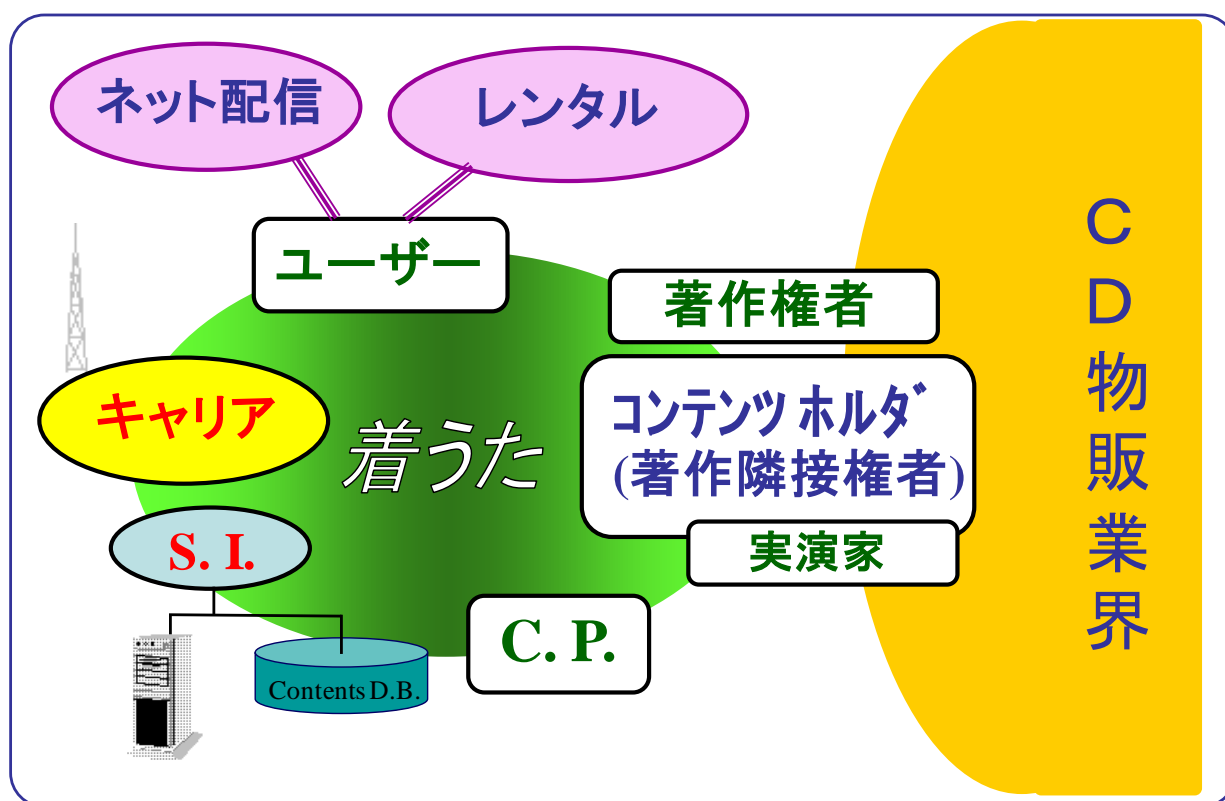 ネット配信
レンタル
ユーザー
著作権者
キャリア
着うた
コンテンツ ホルダ
(著作隣接権者)
実演家
S. I.
C. P.
Contents D.B.
CD物販業界